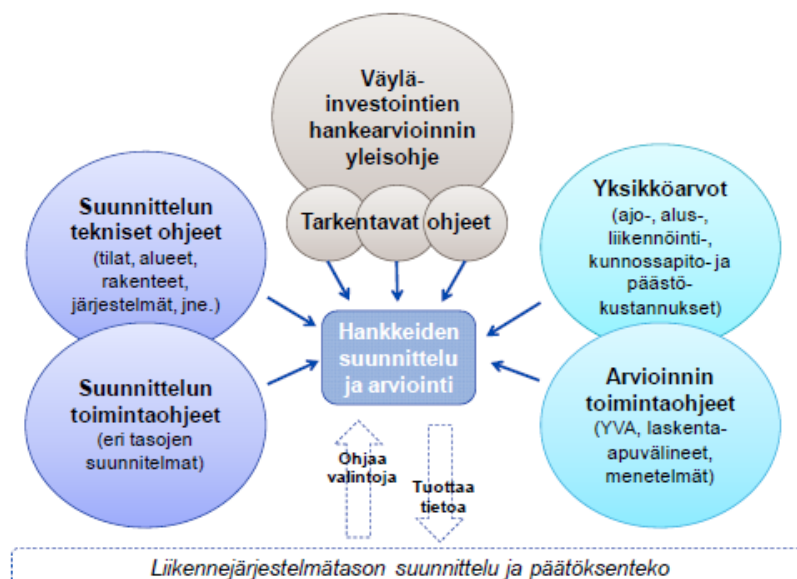 Väylä-
investointien
hankearvioinnin
yleisohje
Tarkentavat ohjeet
Suunnittelun
tekniset ohjeet
(tilat, alueet,
rakenteet,
järjestelmät, jne.)
Suunnittelun
toimintaohjeet
(eri tasojen
suunnitelmat)
Hankkeiden
suunnittelu
ja arviointi
Yksikköarvot
(ajo-, alus-,
liikennöinti-,
kunnossapito- ja
päästö-
kustannukset)
Arvioinnin
toimintaohjeet
(YVA, laskenta-
apuvälineet,
menetelmät)
Ohjaa
valintoja
Tuottaa
tietoa
Liikennejärjestelmätason suunnittelu ja päätöksenteko